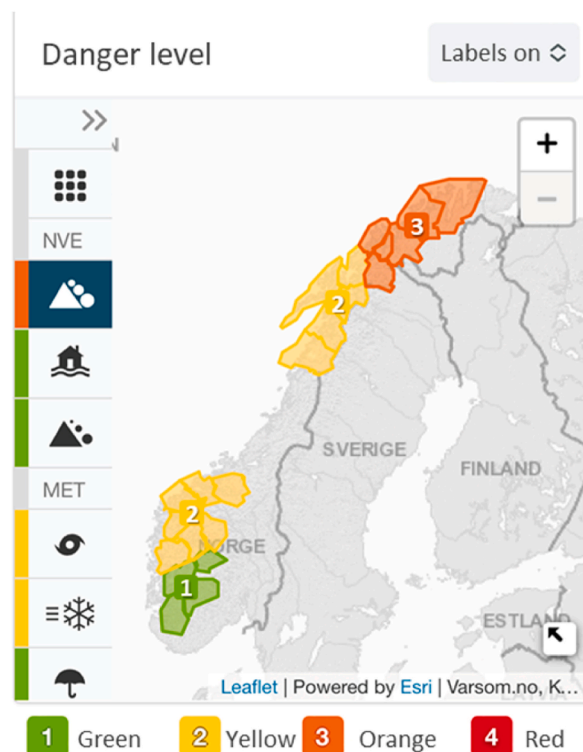 Danger level
Labels on
NVE
3
2
SVERIGE
FINLAND
MET
2
NORGE
1
ESTLAND
LATVIA
Leaflet | Powered by Esri | Varsom.no, K...
1 Green 2 Yellow 3 Orange 4 Red